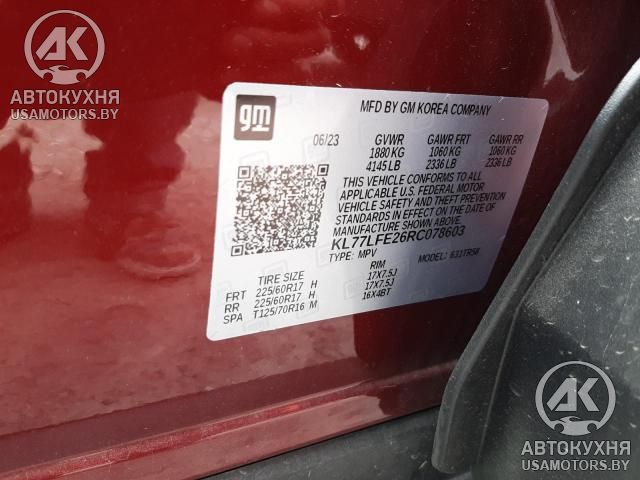 АК
АВТОКУХНЯ
USAMOTORS.BY
gm
MFD BY GM KOREA COMPANY
06/23 GVWR GAWR FRT GAWR RR
1880 KG 1060 KG 1060 KG
4145 LB 2336 LB 2336 LB
THIS VEHICLE CONFORMS TO ALL
APPLICABLE U.S. FEDERAL MOTOR
VEHICLE SAFETY AND THEFT PREVENTION
STANDARDS IN EFFECT ON THE DATE OF
MANUFACTURE SHOWN ABOVE.
KL77LFE26RC078603
TYPE: MPV MODEL: 631TR58
TIRE SIZE RIM
FRT 225/60R17 H 17X7.5J
RR 225/60R17 H 17X7.5J
SPA T125/70R16 M 16X4BT
АК
АВТОКУХНЯ
USAMOTORS.BY